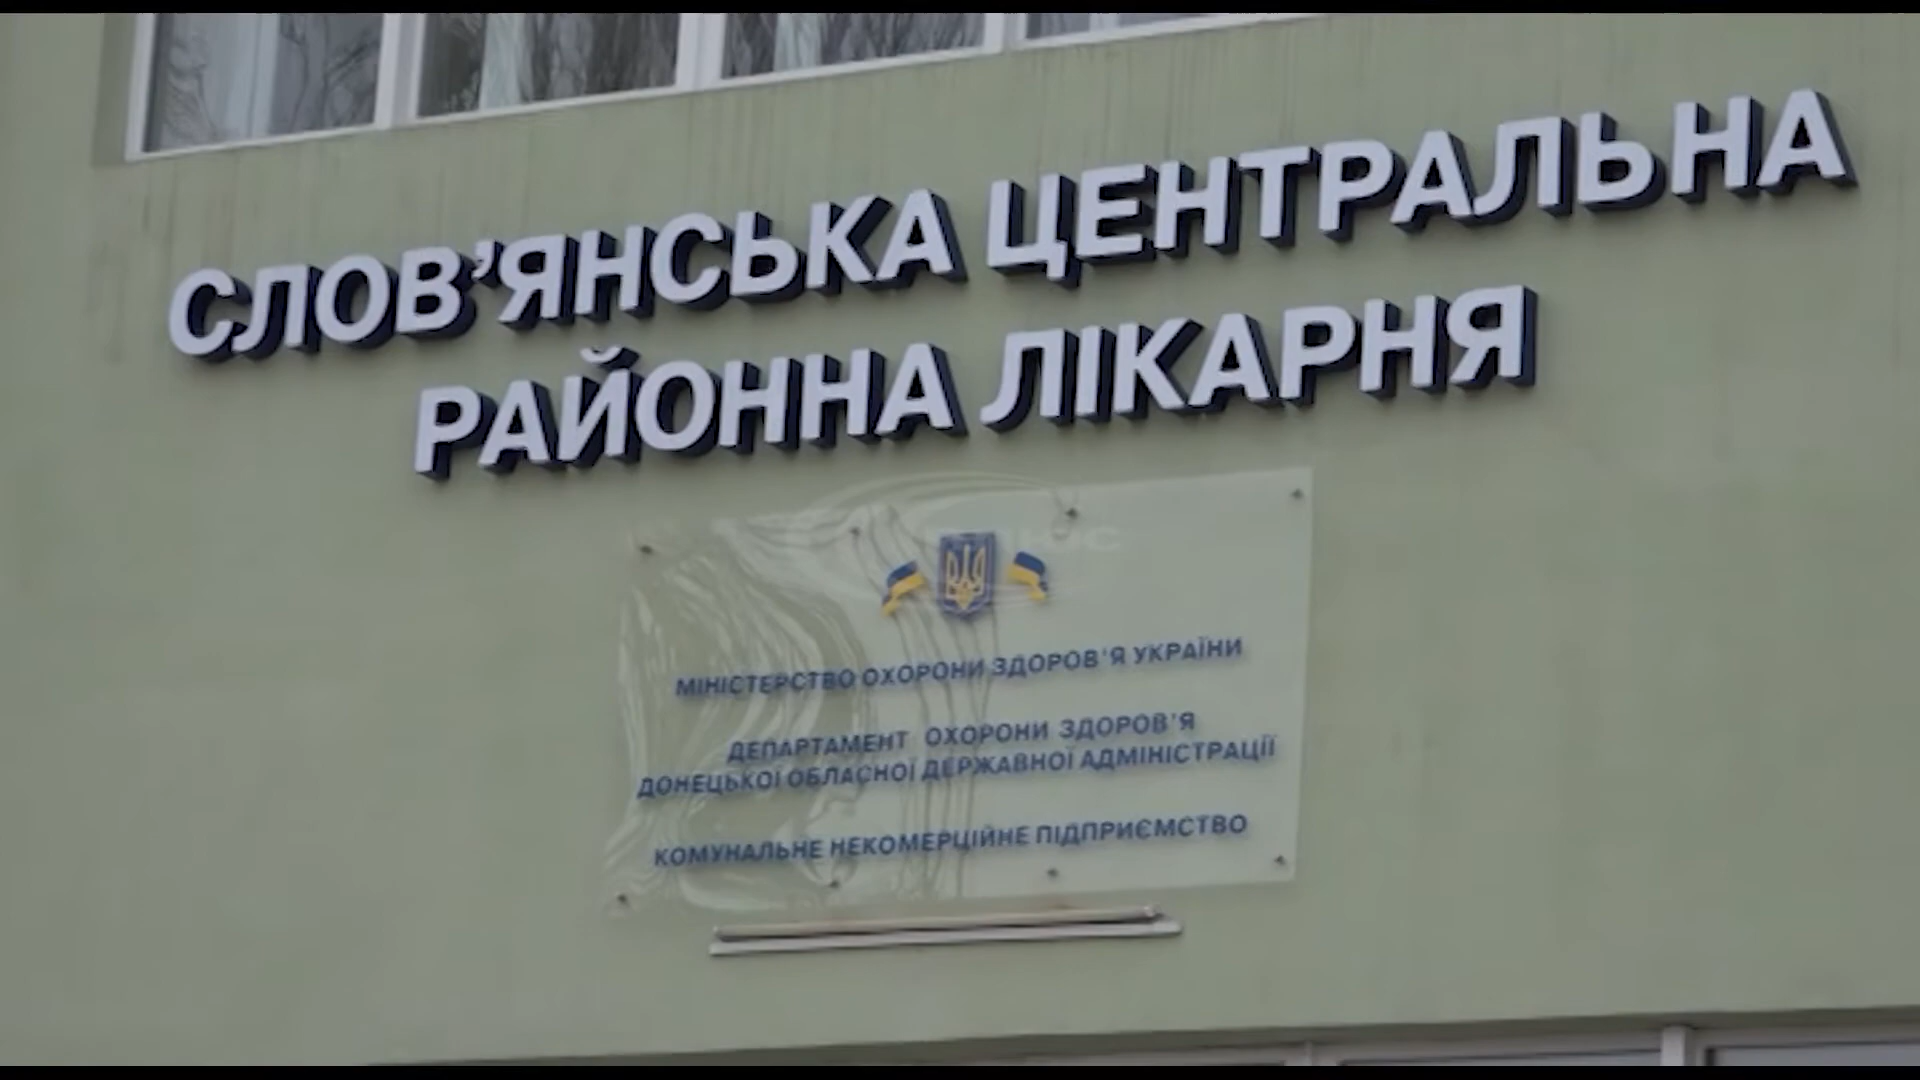 СЛОВ’ЯНСЬКА ЦЕНТРАЛЬНА
РАЙОННА ЛІКАРНЯ
МІНІСТЕРСТВО ОХОРОНИ ЗДОРОВ'Я УКРАЇНИ
ДЕПАРТАМЕНТ ОХОРОНИ ЗДОРОВ'Я
ДОНЕЦЬКОЇ ОБЛАСНОЇ ДЕРЖАВНОЇ АДМІНІСТРАЦІЇ
КОМУНАЛЬНЕ НЕКОМЕРЦІЙНЕ ПІДПРИЄМСТВО